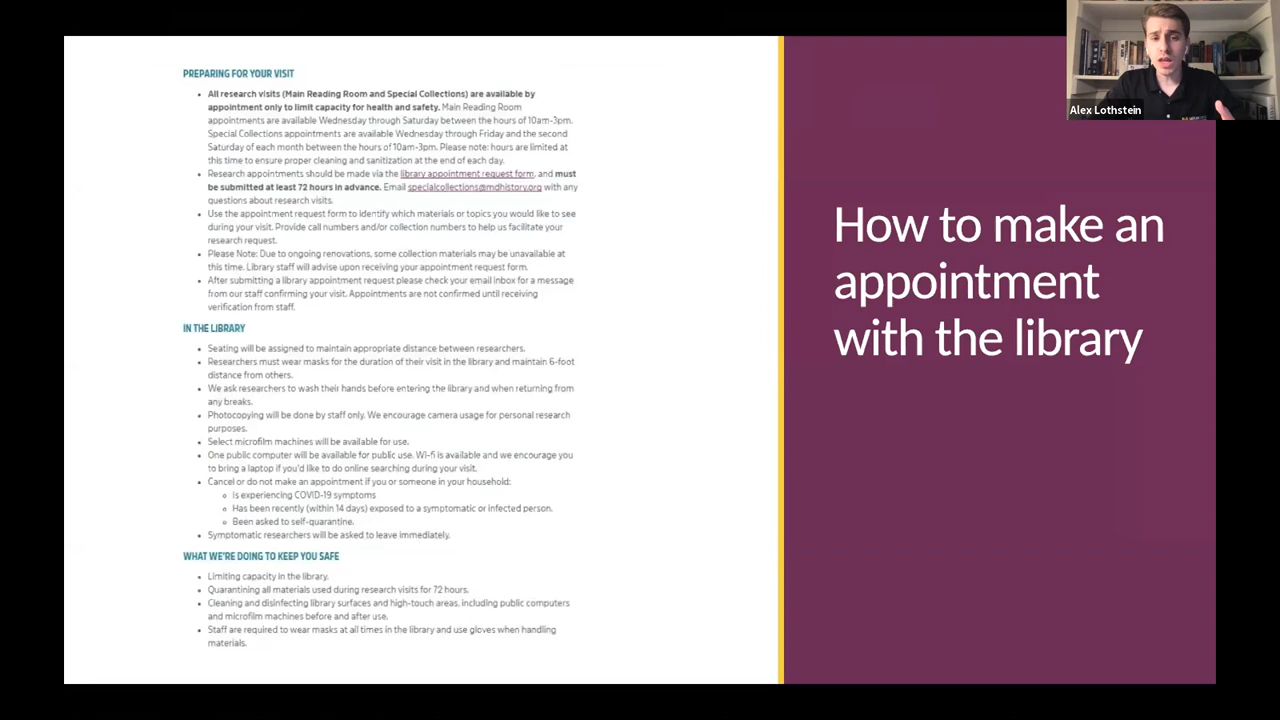 PREPARING FOR YOUR VISIT
• All research visits (Main Reading Room and Special Collections) are available by
appointment only to limit capacity for health and safety. Main Reading Room
appointments are available Wednesday through Saturday between the hours of 10am-3pm.
Special Collections appointments are available Wednesday through Friday and the second
Saturday of each month between the hours of 10am-3pm. Please note: hours are limited at
this time to ensure proper cleaning and sanitization at the end of each day.
• Research appointments should be made via the library appointment request form, and must
be submitted at least 72 hours in advance. Email specialcollections@mdhistory.org with any
questions about research visits.
• Use the appointment request form to identify which materials or topics you would like to see
during your visit. Provide call numbers and/or collection numbers to help us facilitate your
research request.
• Please Note: Due to ongoing renovations, some collection materials may be unavailable at
this time. Library staff will advise upon receiving your appointment request form.
• After submitting a library appointment request please check your email inbox for a message
from our staff confirming your visit. Appointments are not confirmed until receiving
verification from staff.
IN THE LIBRARY
• Seating will be assigned to maintain appropriate distance between researchers.
• Researchers must wear masks for the duration of their visit in the library and maintain 6-foot
distance from others.
• We ask researchers to wash their hands before entering the library and when returning from
any breaks.
• Photocopying will be done by staff only. We encourage camera usage for personal research
purposes.
• Select microfilm machines will be available for use.
• One public computer will be available for public use. Wi-fi is available and we encourage you
to bring a laptop if you'd like to do online searching during your visit.
• Cancel or do not make an appointment if you or someone in your household:
∘ Is experiencing COVID-19 symptoms
∘ Has been recently (within 14 days) exposed to a symptomatic or infected person.
∘ Been asked to self-quarantine.
• Symptomatic researchers will be asked to leave immediately.
WHAT WE'RE DOING TO KEEP YOU SAFE
• Limiting capacity in the library.
• Quarantining all materials used during research visits for 72 hours.
• Cleaning and disinfecting library surfaces and high-touch areas, including public computers
and microfilm machines before and after use.
• Staff are required to wear masks at all times in the library and use gloves when handling
materials.
How to make an
appointment
with the library
Alex Lothstein